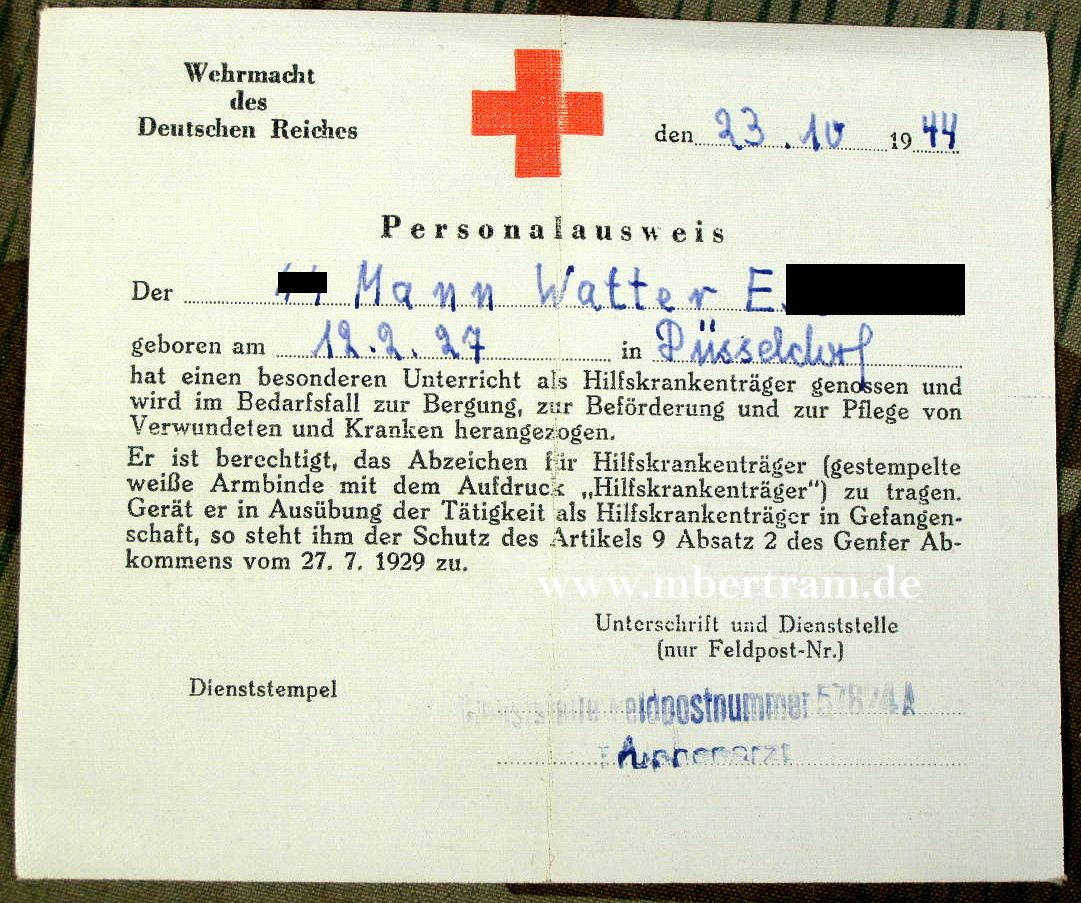 Wehrmacht
des
Deutschen Reiches
den 23.10 1944
Personalausweis
Der Mann Walter E.
geboren am 12.2.27 in Düsseldorf
hat einen besonderen Unterricht als Hilfskrankenträger genossen und
wird im Bedarfsfall zur Bergung, zur Beförderung und zur Pflege von
Verwundeten und Kranken herangezogen.
Er ist berechtigt, das Abzeichen für Hilfskrankenträger (gestempelte
weiße Armbinde mit dem Aufdruck „Hilfskrankenträger“) zu tragen.
Gerät er in Ausübung der Tätigkeit als Hilfskrankenträger in Gefangen-
schaft, so steht ihm der Schutz des Artikels 9 Absatz 2 des Genfer Ab-
kommens vom 27. 7. 1929 zu.
www.mbertram.de
Unterschrift und Dienststelle
(nur Feldpost-Nr.)
Dienststempel
Dienststelle Feldpostnummer 57824A
Truppenarzt